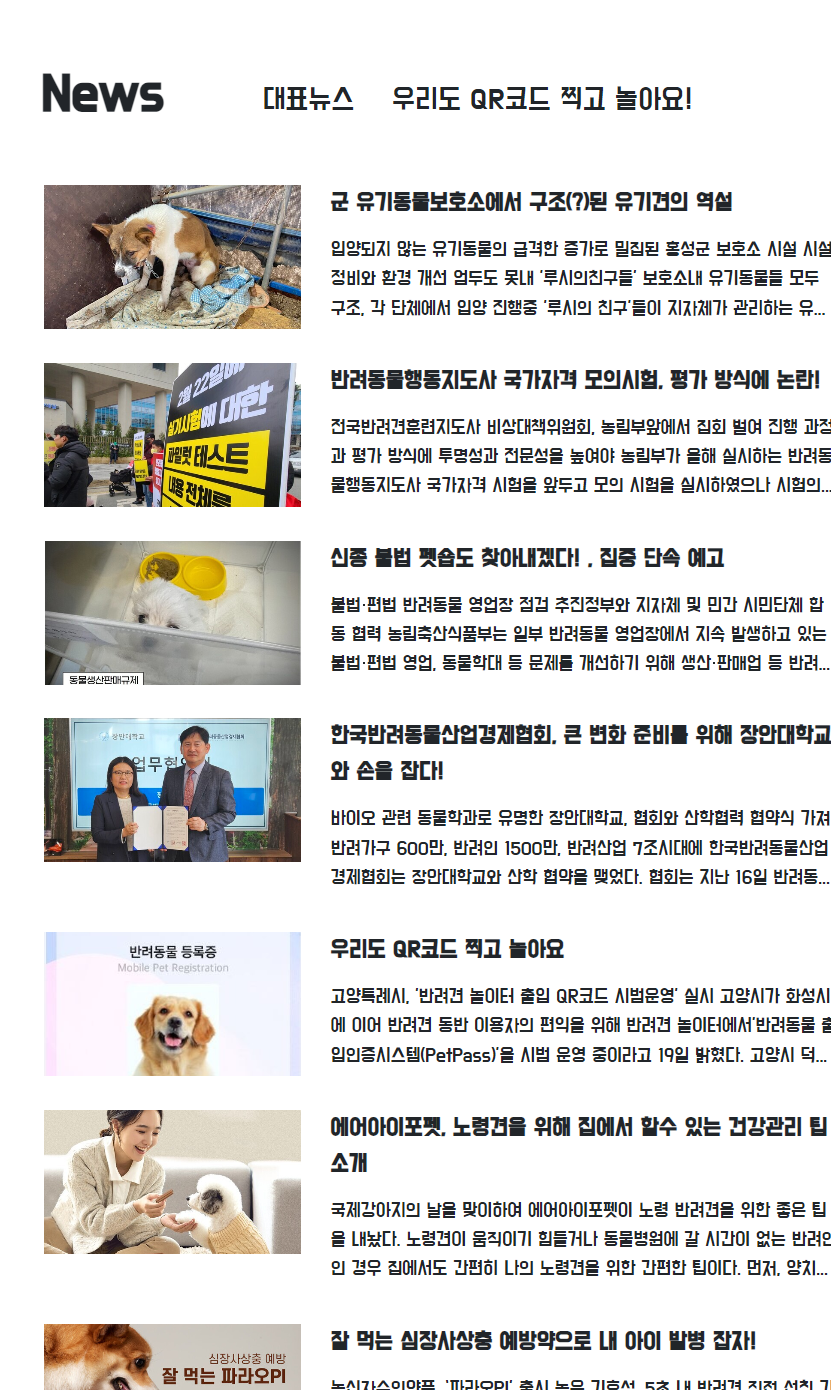 News
대표뉴스
우리도 QR코드 찍고 놀아요!
군 유기동물보호소에서 구조(?)된 유기견의 역설
입양되지 않는 유기동물의 급격한 증가로 밀집된 홍성군 보호소 시설 시설
정비와 환경 개선 엄두도 못내 '루시의친구들' 보호소내 유기동물들 모두
구조, 각 단체에서 입양 진행중 '루시의 친구'들이 지자체가 관리하는 유...
2월 22일에
실기시험에 대한
파일럿 테스트
내용 전체를
반려동물행동지도사 국가자격 모의시험, 평가 방식에 논란!
전국반려견훈련지도사 비상대책위원회, 농림부앞에서 집회 벌여 진행 과정
과 평가 방식에 투명성과 전문성을 높여야 농림부가 올해 실시하는 반려동
물행동지도사 국가자격 시험을 앞두고 모의 시험을 실시하였으나 시험의...
동물생산판매규제
신종 불법 펫숍도 찾아내겠다! , 집중 단속 예고
불법·편법 반려동물 영업장 점검 추진정부와 지자체 및 민간 시민단체 합
동 협력 농림축산식품부는 일부 반려동물 영업장에서 지속 발생하고 있는
불법·편법 영업, 동물학대 등 문제를 개선하기 위해 생산·판매업 등 반려...
장안대학교
업무협
한국반려동물산업경제협회, 큰 변화 준비를 위해 장안대학교
와 손을 잡다!
바이오 관련 동물학과로 유명한 장안대학교, 협회와 산학협력 협약식 가져
반려가구 600만, 반려인 1500만, 반려산업 7조시대에 한국반려동물산업
경제협회는 장안대학교와 산학 협약을 맺었다. 협회는 지난 16일 반려동...
반려동물 등록증
Mobile Pet Registration
우리도 QR코드 찍고 놀아요
고양특례시, '반려견 놀이터 출입 QR코드 시범운영' 실시 고양시가 화성시
에 이어 반려견 동반 이용자의 편익을 위해 반려견 놀이터에서'반려동물 출
입인증시스템(PetPass)'을 시범 운영 중이라고 19일 밝혔다. 고양시 덕...
에어아이포펫, 노령견을 위해 집에서 할수 있는 건강관리 팁
소개
국제강아지의 날을 맞이하여 에어아이포펫이 노령 반려견을 위한 좋은 팁
을 내놨다. 노령견이 움직이기 힘들거나 동물병원에 갈 시간이 없는 반려인
인 경우 집에서도 간편히 나의 노령견을 위한 간편한 팁이다. 먼저, 양치...
심장사상충 예방
잘 먹는 파라오PI
잘 먹는 심장사상충 예방약으로 내 아이 발병 잡자!